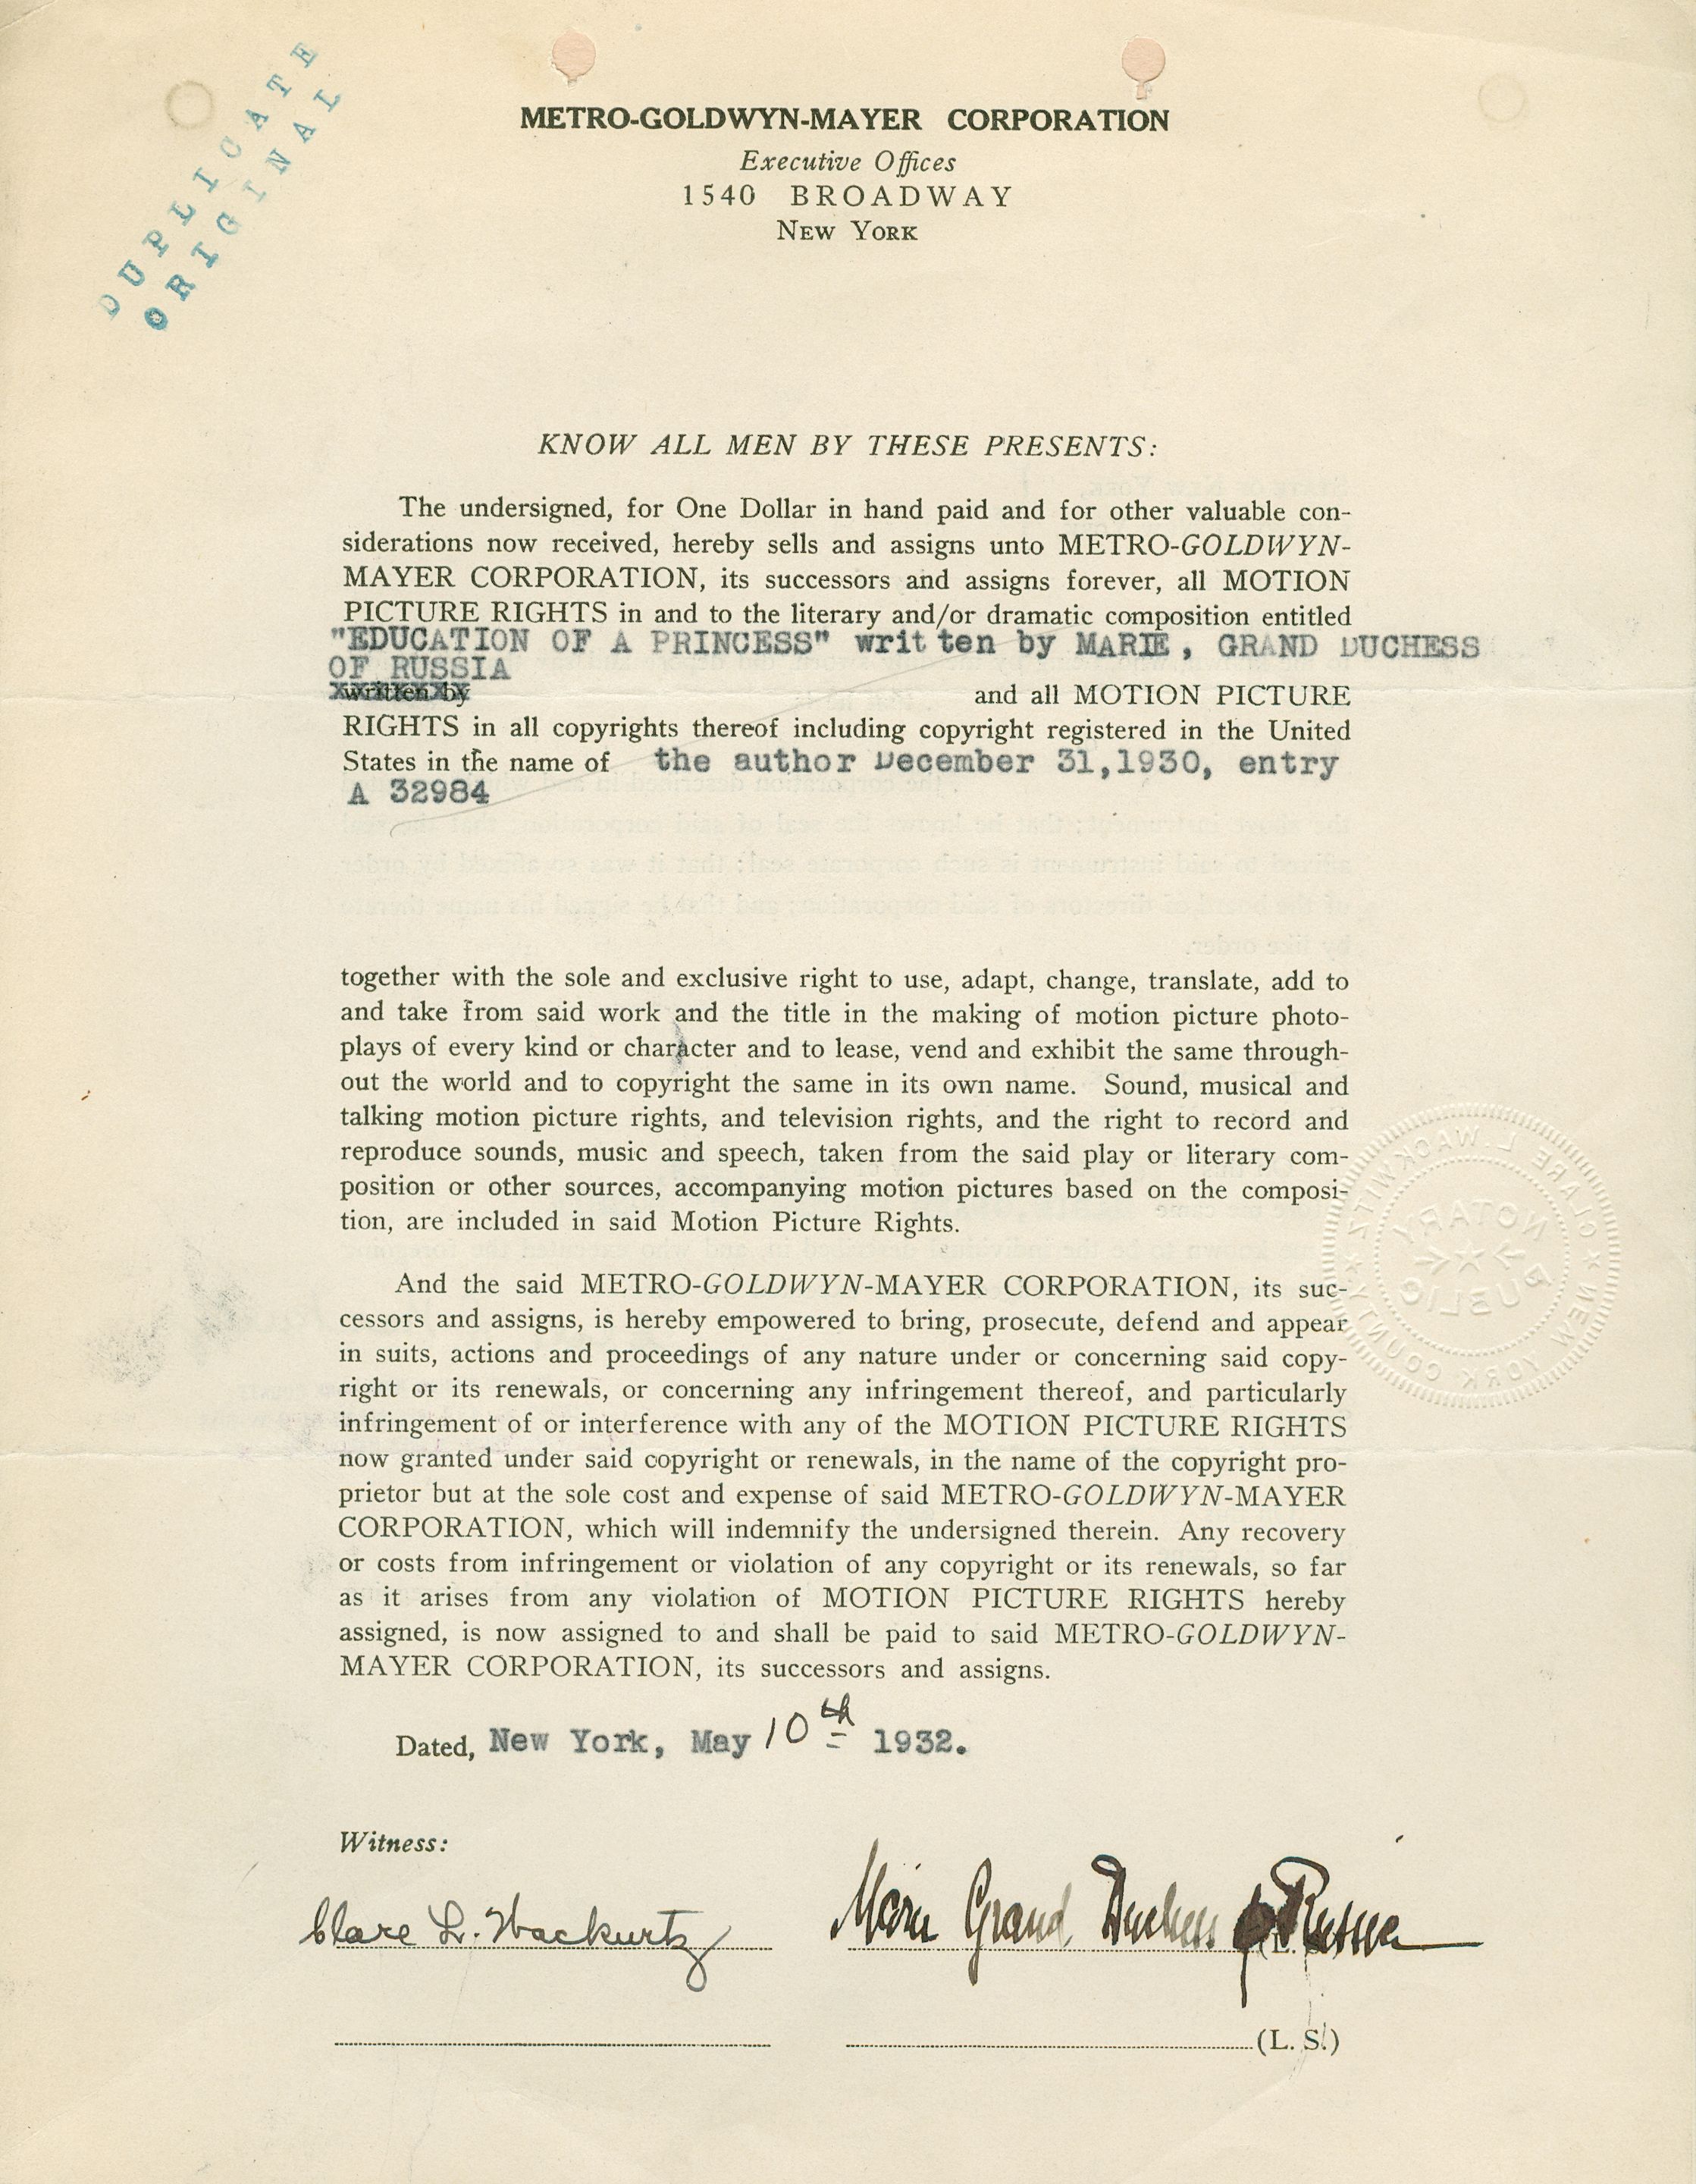 DUPLICATE
ORIGINAL
METRO-GOLDWYN-MAYER CORPORATION
Executive Offices
1540 BROADWAY
NEW YORK
KNOW ALL MEN BY THESE PRESENTS:
The undersigned, for One Dollar in hand paid and for other valuable con-
siderations now received, hereby sells and assigns unto METRO-GOLDWYN-
MAYER CORPORATION, its successors and assigns forever, all MOTION
PICTURE RIGHTS in and to the literary and/or dramatic composition entitled
"EDUCATION OF A PRINCESS" written by MARIE, GRAND DUCHESS
OF RUSSIA
written by and all MOTION PICTURE
RIGHTS in all copyrights thereof including copyright registered in the United
States in the name of the author December 31,1930, entry
A 32984
together with the sole and exclusive right to use, adapt, change, translate, add to
and take from said work and the title in the making of motion picture photo-
plays of every kind or character and to lease, vend and exhibit the same through-
out the world and to copyright the same in its own name. Sound, musical and
talking motion picture rights, and television rights, and the right to record and
reproduce sounds, music and speech, taken from the said play or literary com-
position or other sources, accompanying motion pictures based on the composi-
tion, are included in said Motion Picture Rights.
And the said METRO-GOLDWYN-MAYER CORPORATION, its suc-
cessors and assigns, is hereby empowered to bring, prosecute, defend and appear
in suits, actions and proceedings of any nature under or concerning said copy-
right or its renewals, or concerning any infringement thereof, and particularly
infringement of or interference with any of the MOTION PICTURE RIGHTS
now granted under said copyright or renewals, in the name of the copyright pro-
prietor but at the sole cost and expense of said METRO-GOLDWYN-MAYER
CORPORATION, which will indemnify the undersigned therein. Any recovery
or costs from infringement or violation of any copyright or its renewals, so far
as it arises from any violation of MOTION PICTURE RIGHTS hereby
assigned, is now assigned to and shall be paid to said METRO-GOLDWYN-
MAYER CORPORATION, its successors and assigns.
CLARE L. WACKWITZ ★ NEW YORK COUNTY ★
NOTARY
PUBLIC
Dated, New York, May 10th 1932.
Witness:
Clare L. Marie Grand Duchess of Russia (L. S.)
(L. S.)